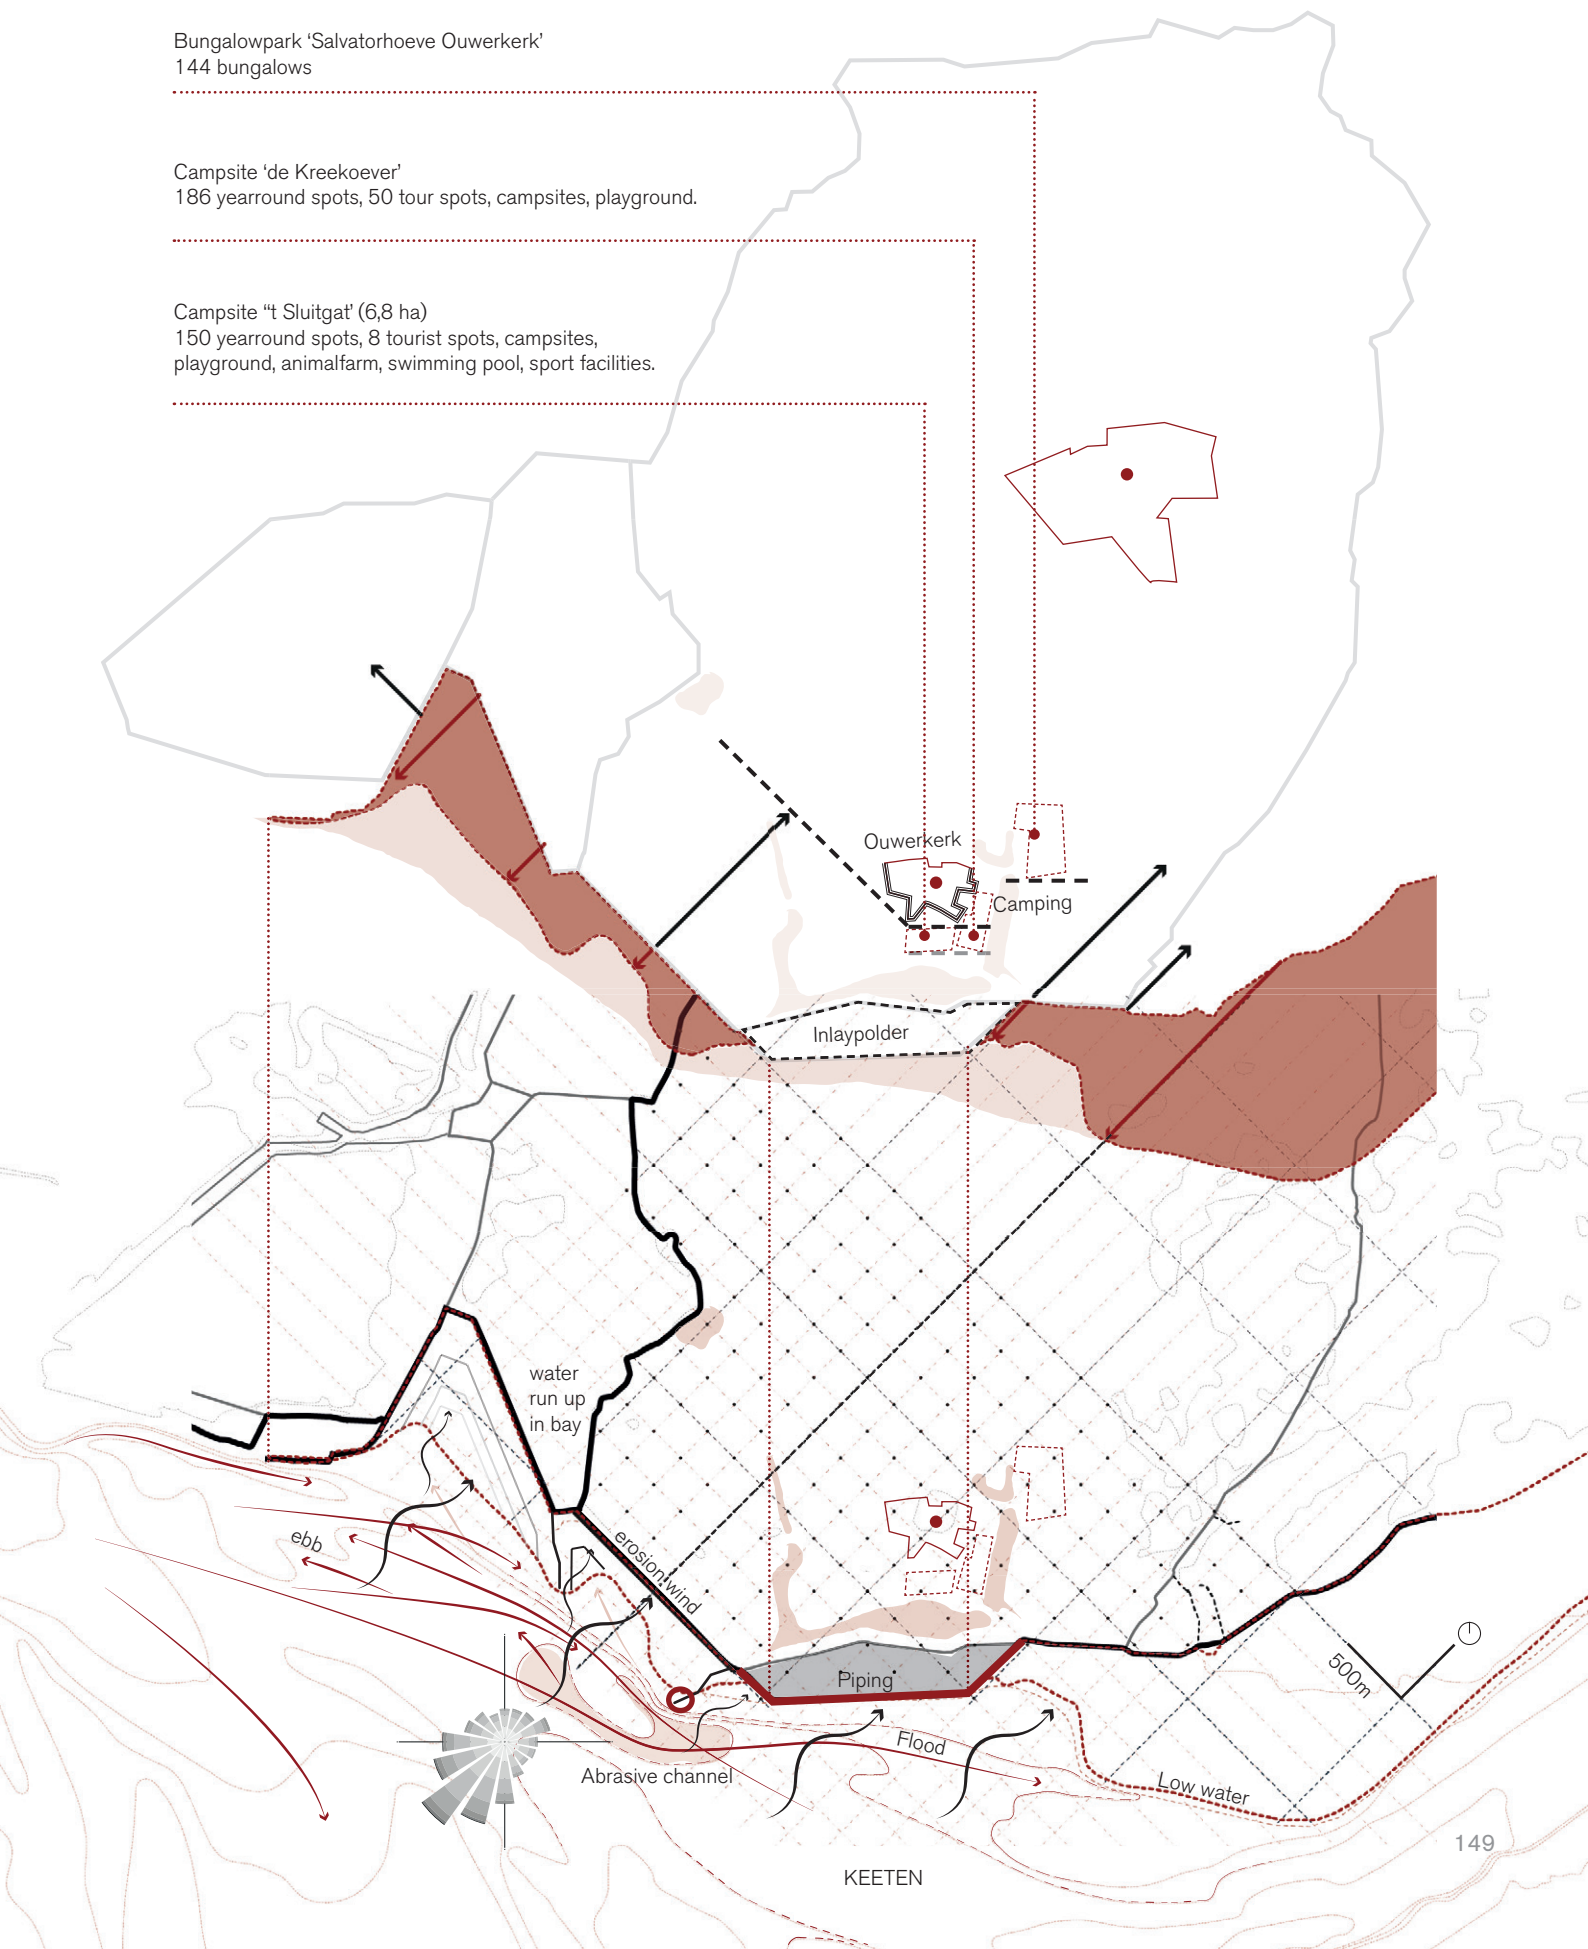 Bungalowpark ‘Salvatorhoeve Ouwerkerk’
144 bungalows
Campsite ‘de Kreekoever’
186 yearround spots, 50 tour spots, campsites, playground.
Campsite “t Sluitgat’ (6,8 ha)
150 yearround spots, 8 tourist spots, campsites,
playground, animalfarm, swimming pool, sport facilities.
Ouwerkerk
Camping
Inlaypolder
water
run up
in bay
ebb
erosion wind
Piping
500m
Flood
Abrasive channel
Low water
149
KEETEN